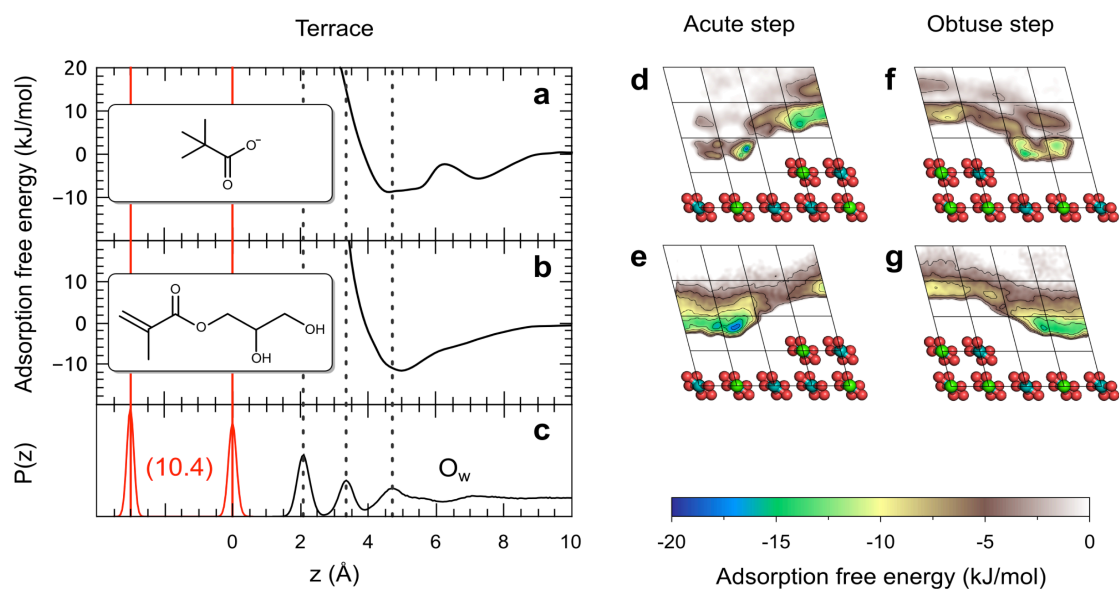 Terrace
Acute step
Obtuse step
Adsorption free energy (kJ/mol)
20
10
0
−10
a
O⁻
O
10
0
−10
b
O
O
OH
OH
P(z)
c
(10.4)
O_w
0
2
4
6
8
10
z (Å)
d
f
e
g
-20
-15
-10
-5
0
Adsorption free energy (kJ/mol)